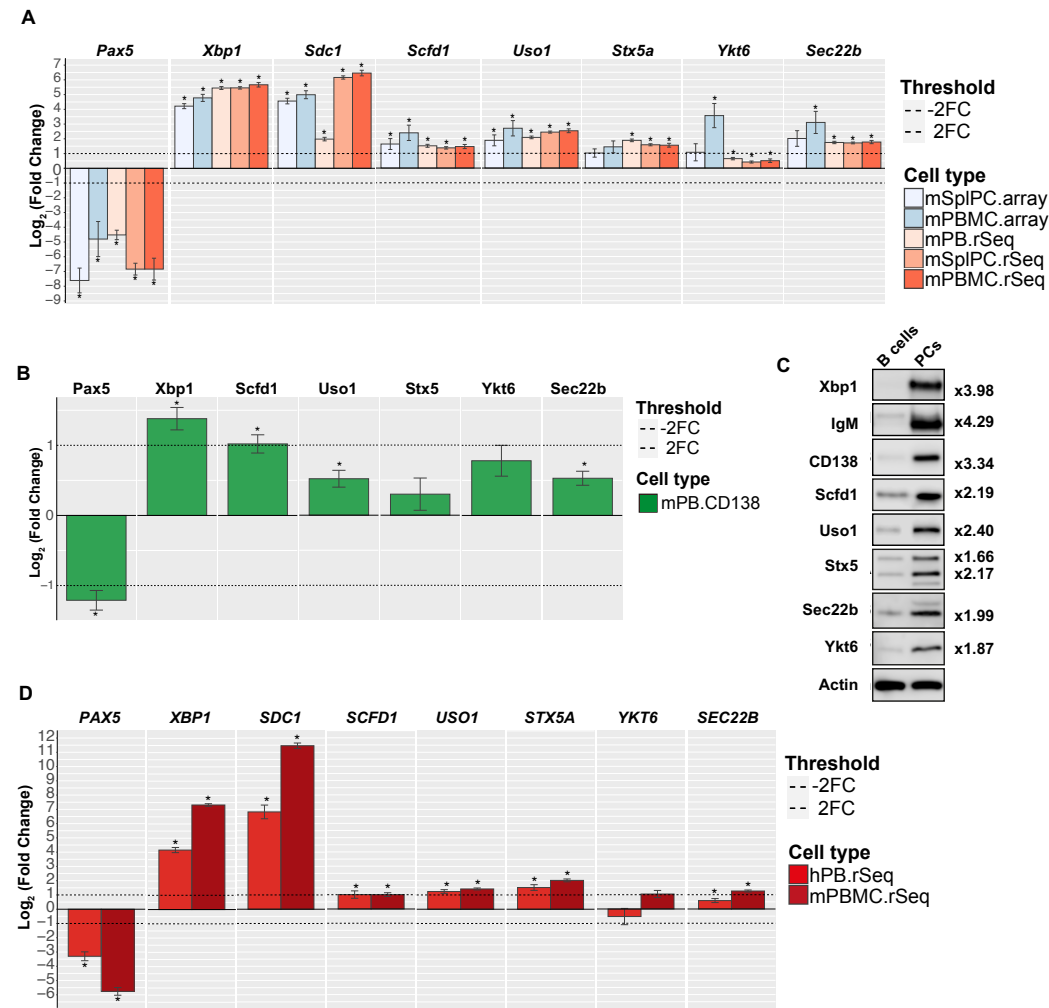 A
Pax5 Xbp1 Sdc1 Scfd1 Uso1 Stx5a Ykt6 Sec22b
Log2 (Fold Change)
7
6
5
4
3
2
1
0
−1
−2
−3
−4
−5
−6
−7
−8
−9
* * * * * * * * * * * * * * * * * * * * * * * * * * * * * * * * * * *
Threshold
-2FC
2FC
Cell type
mSplPC.array
mPBMC.array
mPB.rSeq
mSplPC.rSeq
mPBMC.rSeq
B
Pax5 Xbp1 Scfd1 Uso1 Stx5 Ykt6 Sec22b
Log2 (Fold Change)
1
0
−1
* * * * *
Threshold
-2FC
2FC
Cell type
mPB.CD138
C
B cells PCs
Xbp1 x3.98
IgM x4.29
CD138 x3.34
Scfd1 x2.19
Uso1 x2.40
Stx5 x1.66
x2.17
Sec22b x1.99
Ykt6 x1.87
Actin
D
PAX5 XBP1 SDC1 SCFD1 USO1 STX5A YKT6 SEC22B
Log2 (Fold Change)
12
11
10
9
8
7
6
5
4
3
2
1
0
−1
−2
−3
−4
−5
−6
* * * * * * * * * * * * * *
Threshold
-2FC
2FC
Cell type
hPB.rSeq
mPBMC.rSeq